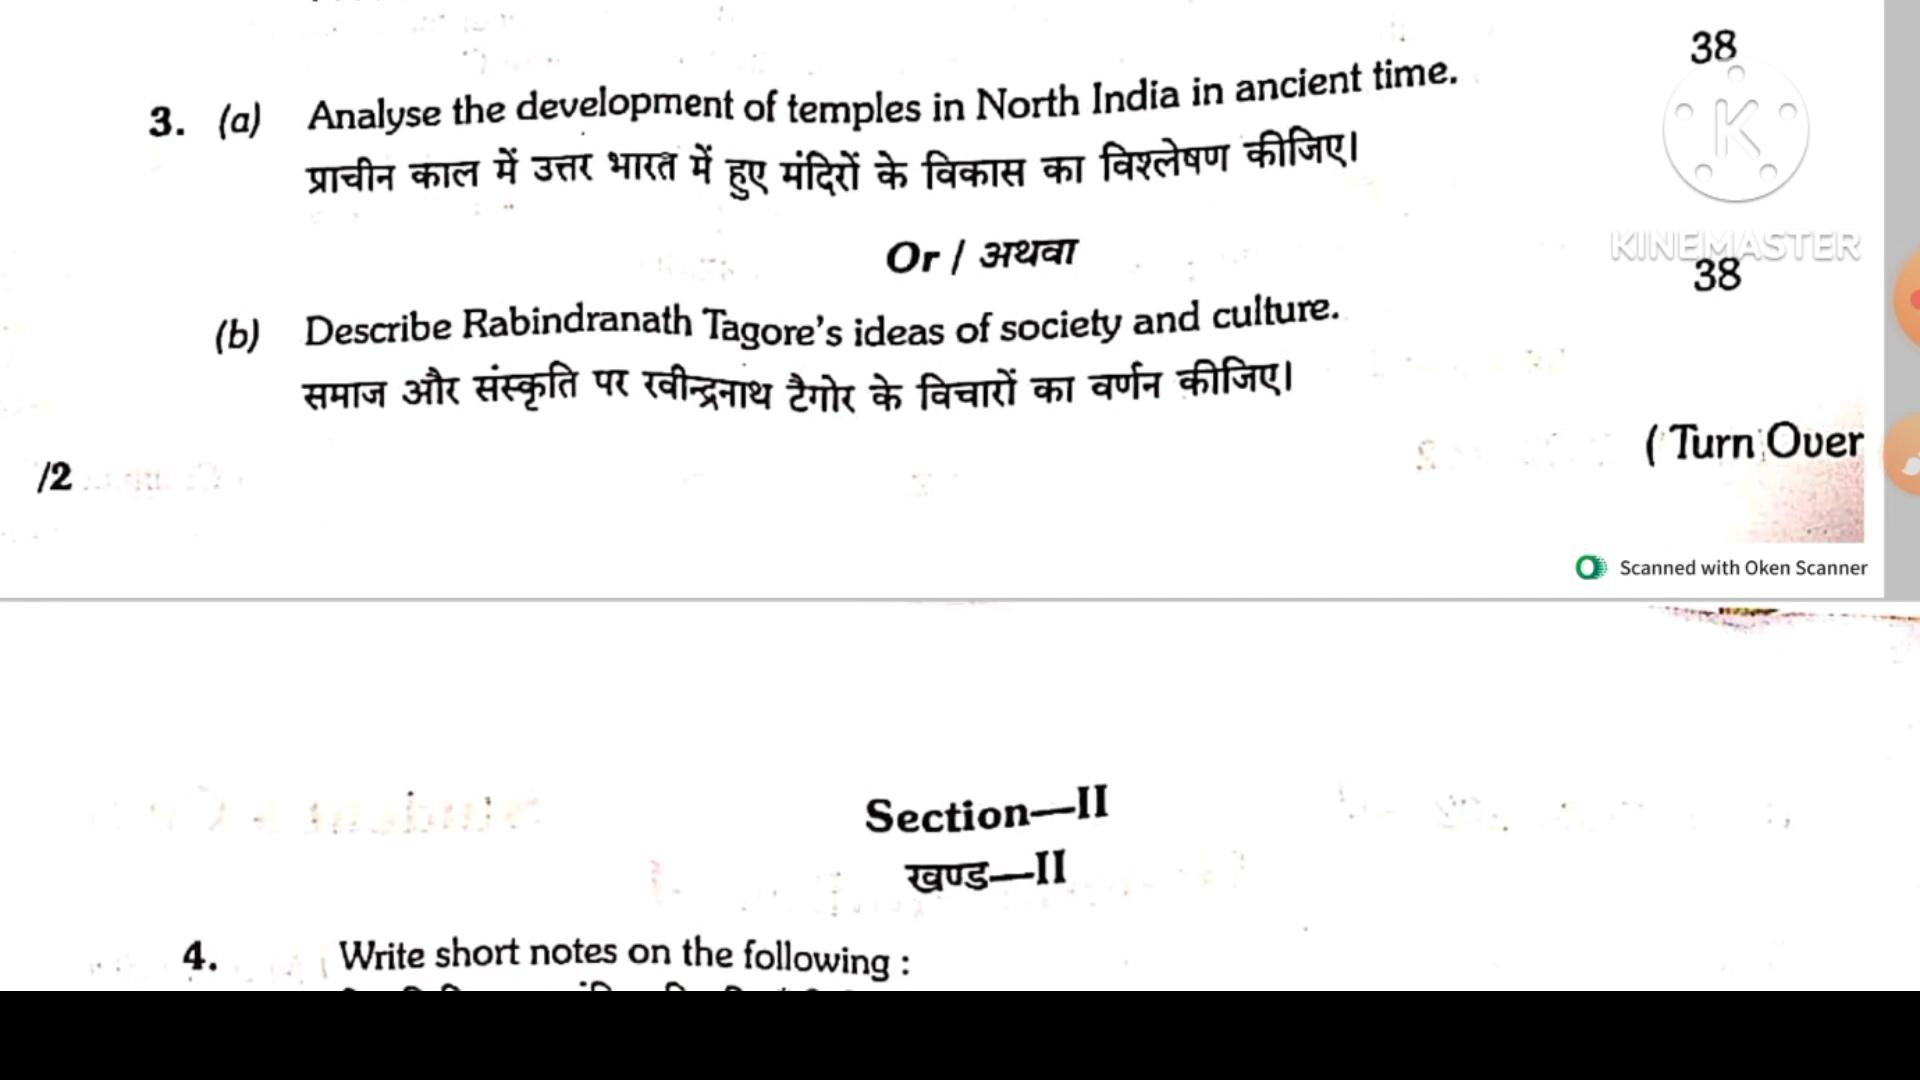 38
3. (a) Analyse the development of temples in North India in ancient time.
प्राचीन काल में उत्तर भारत में हुए मंदिरों के विकास का विश्लेषण कीजिए।
K
KINEMASTER
Or / अथवा
38
(b) Describe Rabindranath Tagore's ideas of society and culture.
समाज और संस्कृति पर रवीन्द्रनाथ टैगोर के विचारों का वर्णन कीजिए।
/2
( Turn Over
Scanned with Oken Scanner
Section—II
खण्ड—II
4. Write short notes on the following :